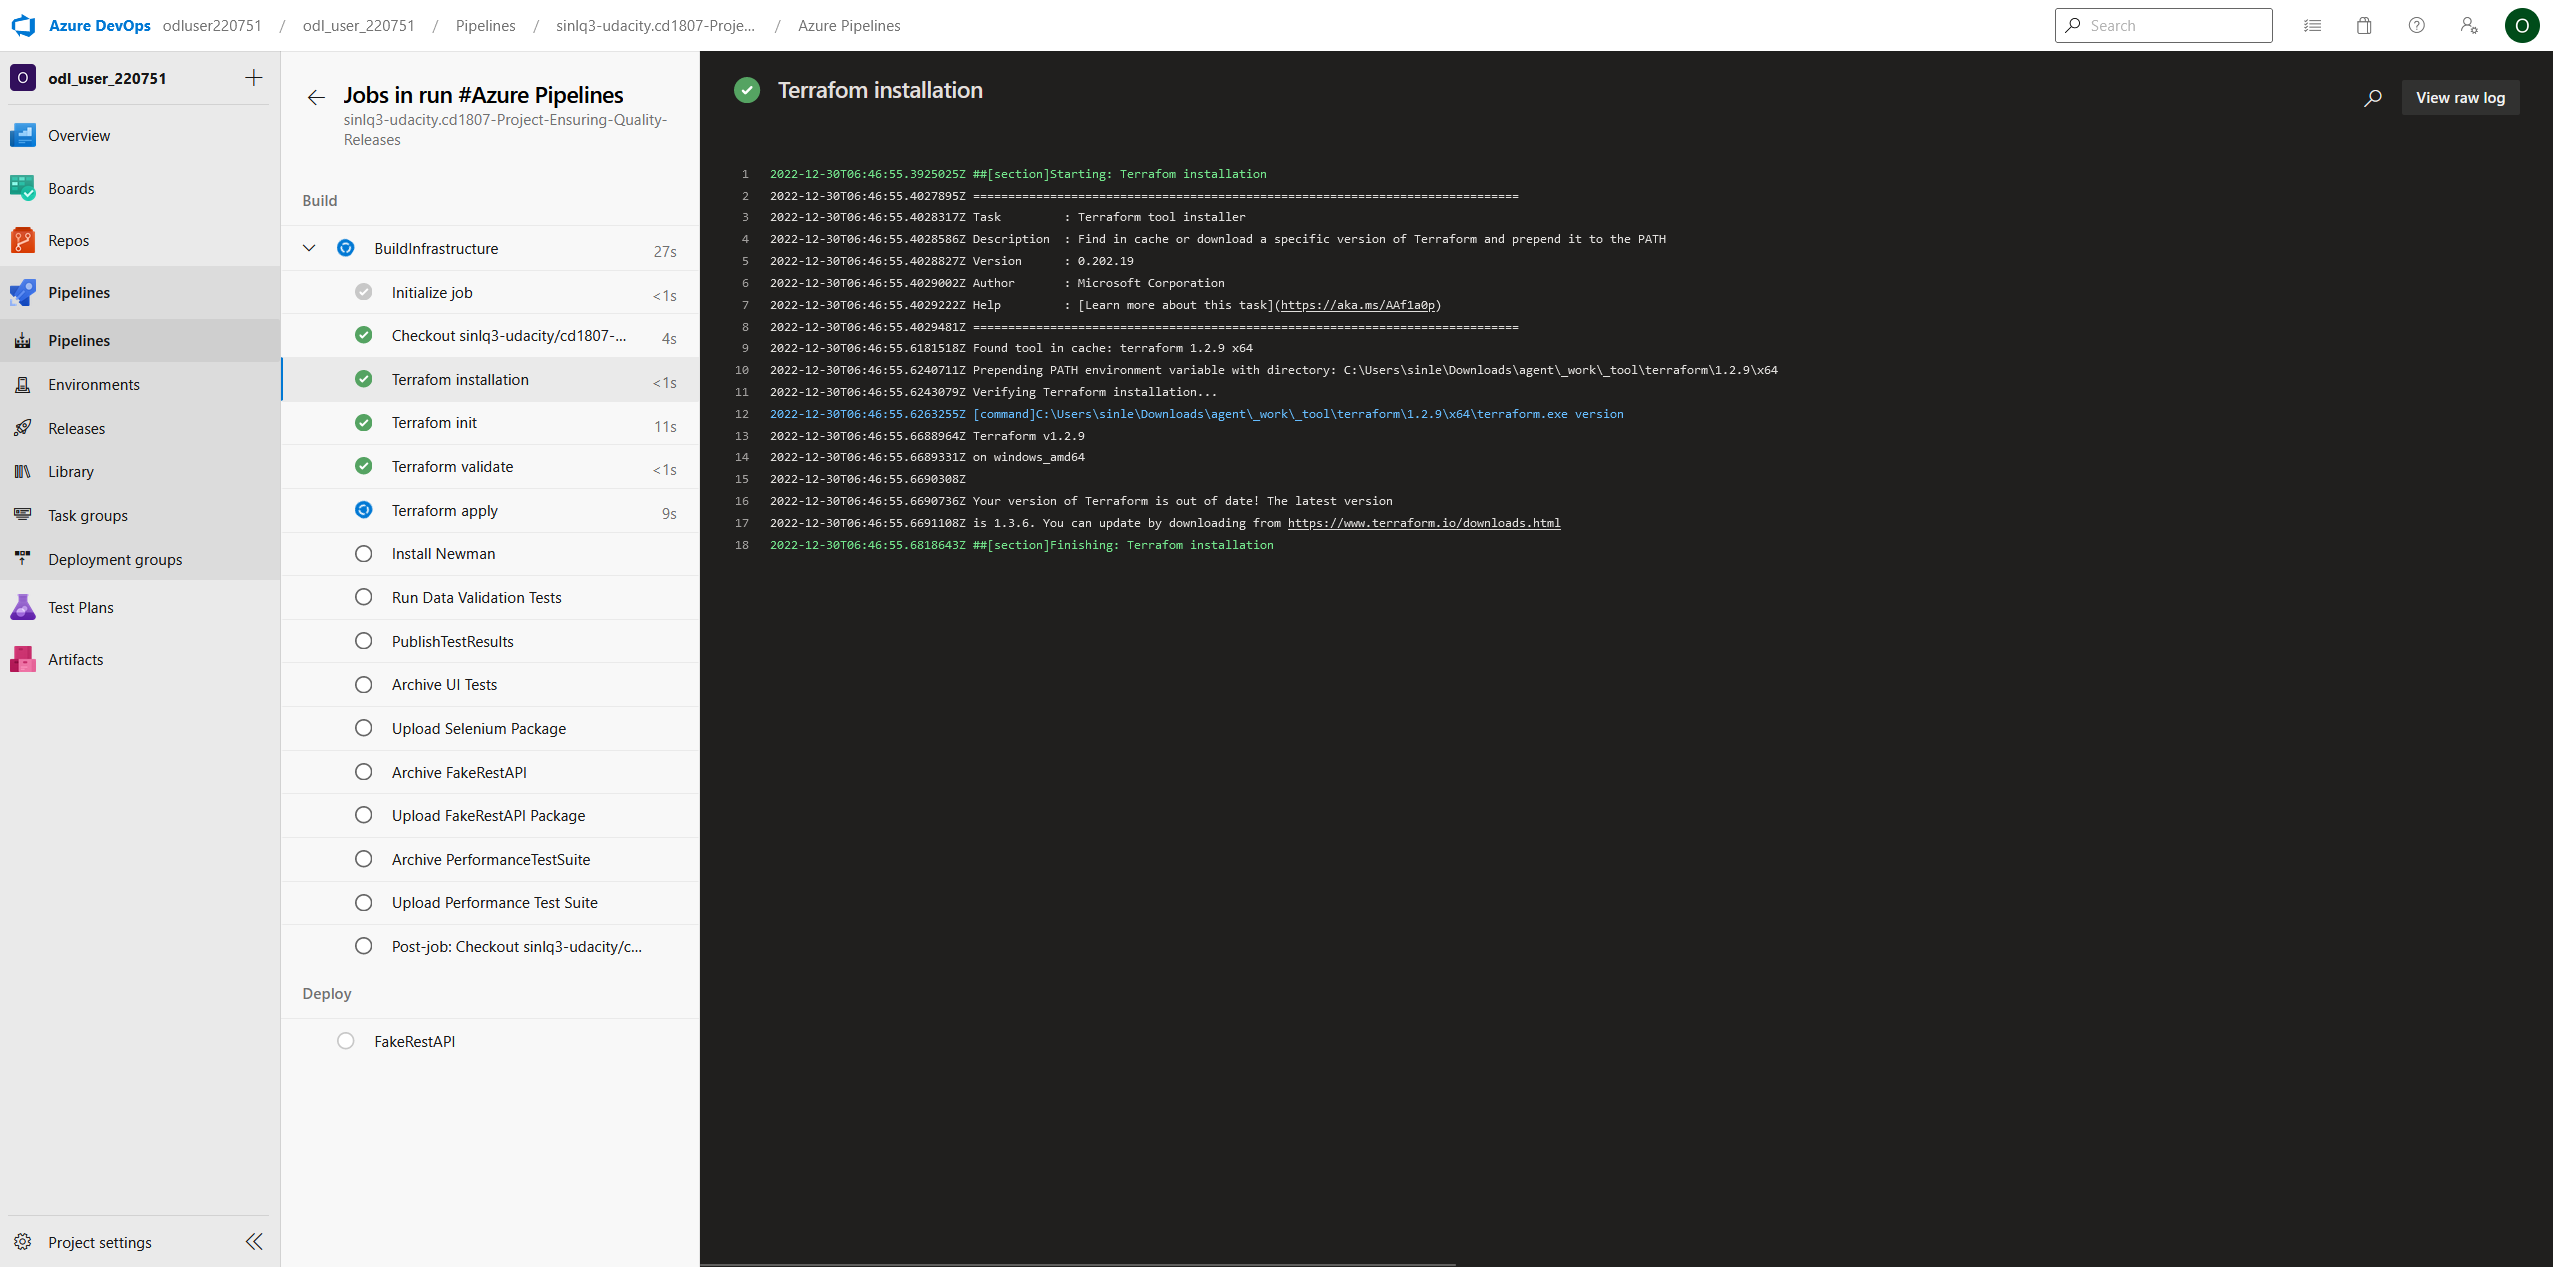 Azure DevOps odluser220751 / odl_user_220751 / Pipelines / sinlq3-udacity.cd1807-Proje... / Azure Pipelines
Search
O
O odl_user_220751
Overview
Boards
Repos
Pipelines
Pipelines
Environments
Releases
Library
Task groups
Deployment groups
Test Plans
Artifacts
Project settings
Jobs in run #Azure Pipelines
sinlq3-udacity.cd1807-Project-Ensuring-Quality-
Releases
Build
BuildInfrastructure 27s
Initialize job <1s
Checkout sinlq3-udacity/cd1807-... 4s
Terrafom installation <1s
Terrafom init 11s
Terraform validate <1s
Terraform apply 9s
Install Newman
Run Data Validation Tests
PublishTestResults
Archive UI Tests
Upload Selenium Package
Archive FakeRestAPI
Upload FakeRestAPI Package
Archive PerformanceTestSuite
Upload Performance Test Suite
Post-job: Checkout sinlq3-udacity/c...
Deploy
FakeRestAPI
Terrafom installation
View raw log
1 2022-12-30T06:46:55.3925025Z ##[section]Starting: Terrafom installation
2 2022-12-30T06:46:55.4027895Z ==============================================================================
3 2022-12-30T06:46:55.4028317Z Task         : Terraform tool installer
4 2022-12-30T06:46:55.4028586Z Description  : Find in cache or download a specific version of Terraform and prepend it to the PATH
5 2022-12-30T06:46:55.4028827Z Version      : 0.202.19
6 2022-12-30T06:46:55.4029002Z Author       : Microsoft Corporation
7 2022-12-30T06:46:55.4029222Z Help         : [Learn more about this task](https://aka.ms/AAf1a0p)
8 2022-12-30T06:46:55.4029481Z ==============================================================================
9 2022-12-30T06:46:55.6181518Z Found tool in cache: terraform 1.2.9 x64
10 2022-12-30T06:46:55.6240711Z Prepending PATH environment variable with directory: C:\Users\sinle\Downloads\agent\_work\_tool\terraform\1.2.9\x64
11 2022-12-30T06:46:55.6243079Z Verifying Terraform installation...
12 2022-12-30T06:46:55.6263255Z [command]C:\Users\sinle\Downloads\agent\_work\_tool\terraform\1.2.9\x64\terraform.exe version
13 2022-12-30T06:46:55.6688964Z Terraform v1.2.9
14 2022-12-30T06:46:55.6689331Z on windows_amd64
15 2022-12-30T06:46:55.6690308Z
16 2022-12-30T06:46:55.6690736Z Your version of Terraform is out of date! The latest version
17 2022-12-30T06:46:55.6691108Z is 1.3.6. You can update by downloading from https://www.terraform.io/downloads.html
18 2022-12-30T06:46:55.6818643Z ##[section]Finishing: Terrafom installation